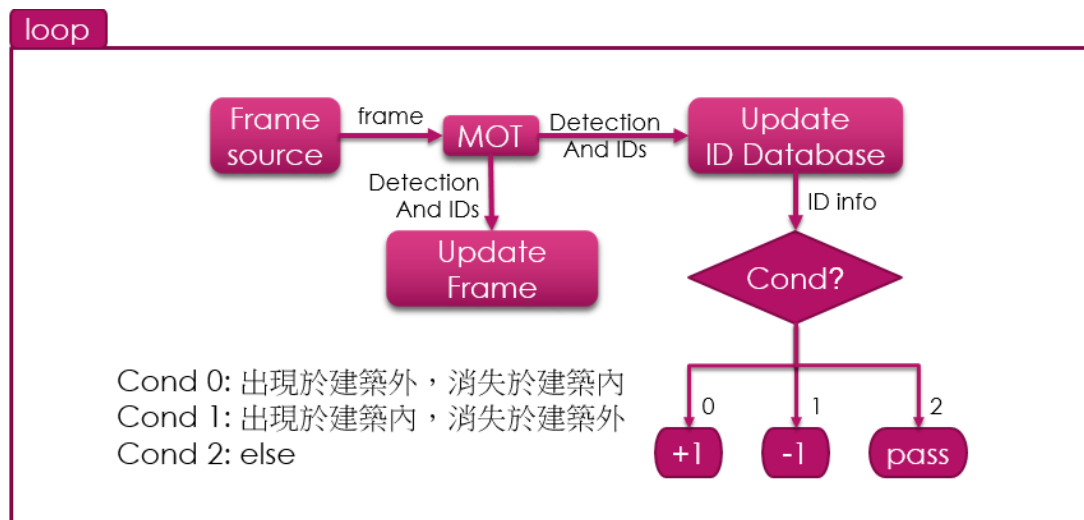 loop
Frame
source
frame
MOT
Detection
And IDs
Update
ID Database
Detection
And IDs
ID info
Update
Frame
Cond?
Cond 0: 出現於建築外，消失於建築內
Cond 1: 出現於建築內，消失於建築外
Cond 2: else
0
1
2
+1
-1
pass